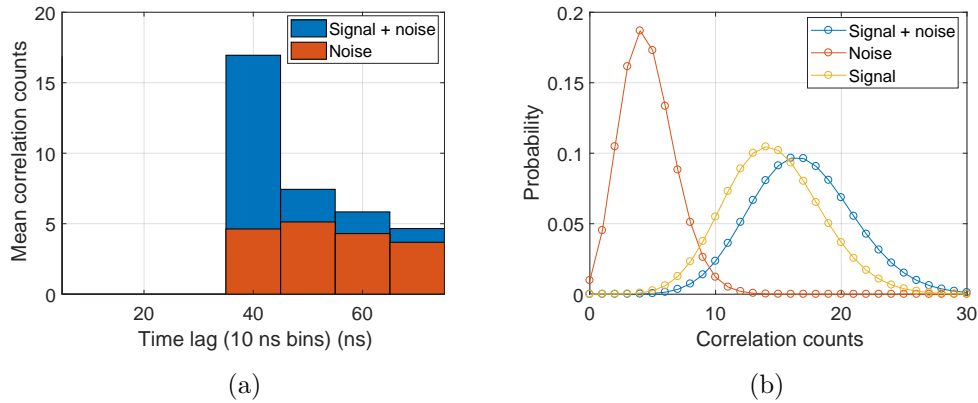 20
15
10
5
0
Mean correlation counts
20
40
60
Time lag (10 ns bins) (ns)
Signal + noise
Noise
(a)
0.2
0.15
0.1
0.05
0
Probability
0
10
20
30
Correlation counts
Signal + noise
Noise
Signal
(b)